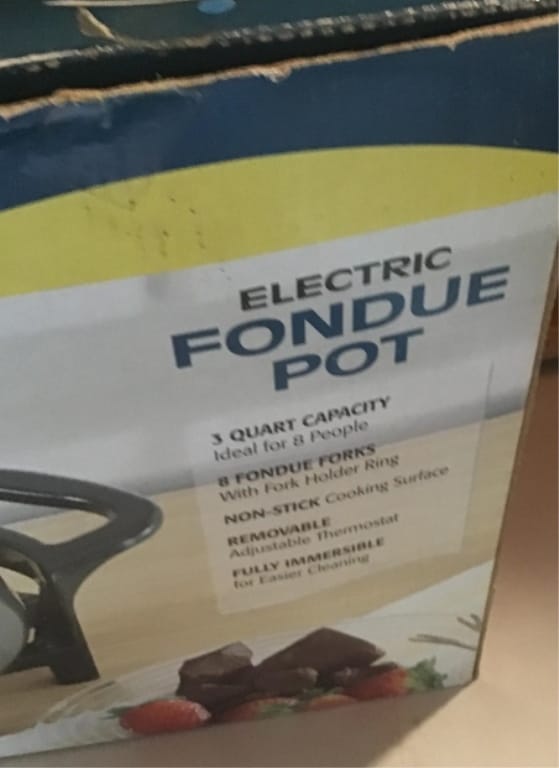 ELECTRIC
FONDUE
POT
3 QUART CAPACITY
Ideal for 8 People
8 FONDUE FORKS
With Fork Holder Ring
NON-STICK Cooking Surface
REMOVABLE
Adjustable Thermostat
FULLY IMMERSIBLE
for Easier Cleaning